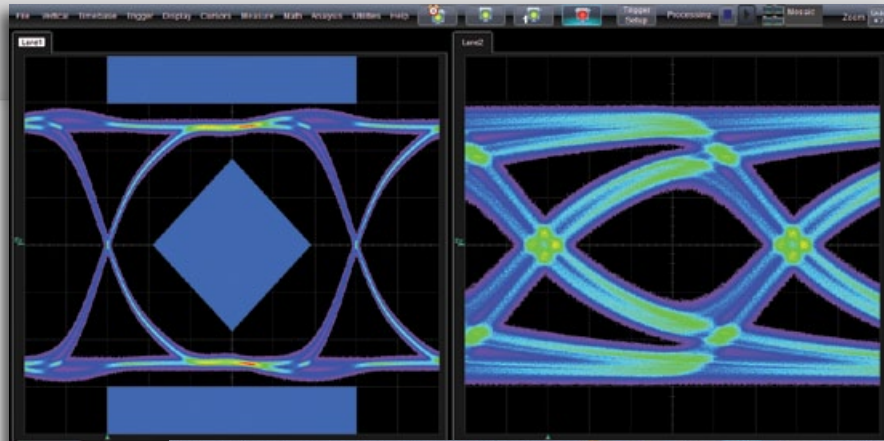 File Vertical Timebase Trigger Display Cursors Measure Math Analysis Utilities Help Trigger Setup Processing Mosaic Zoom
Lane1
Lane2